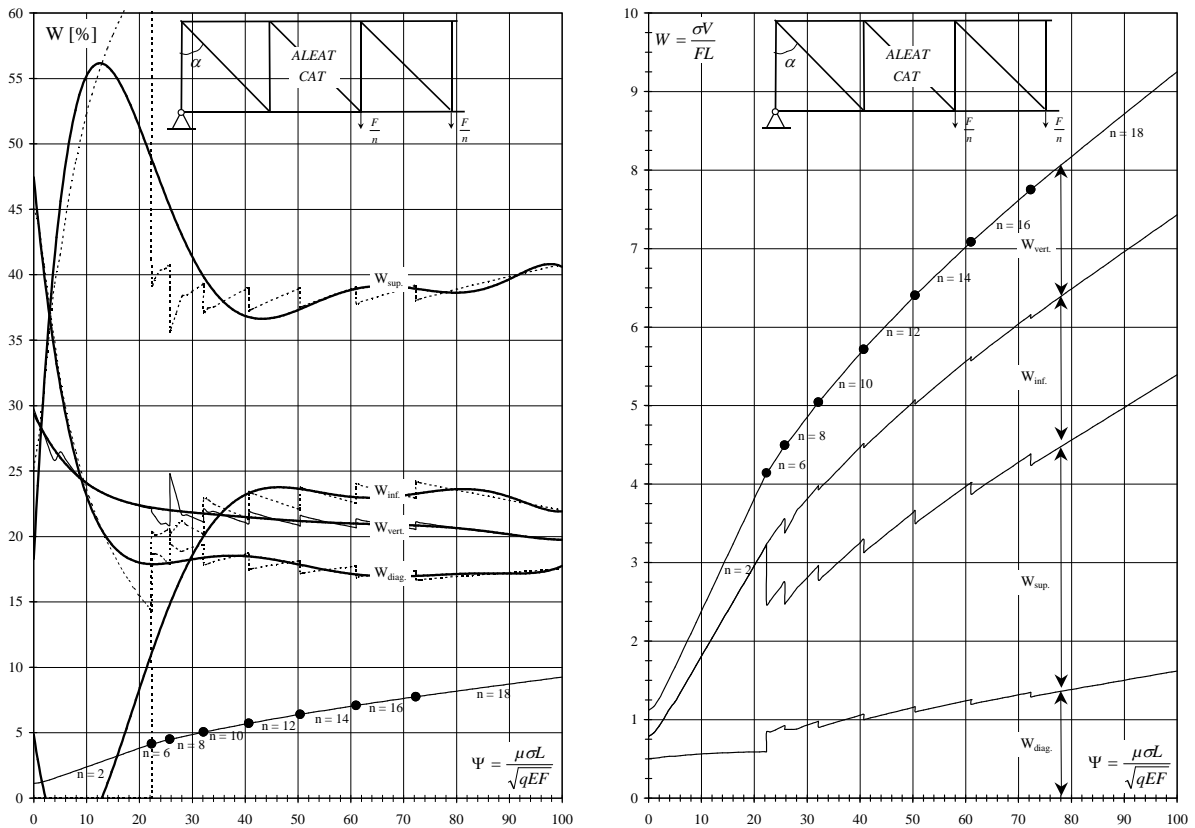 W [%]
60
55
50
45
40
35
30
25
20
15
10
5
0
α
ALEAT
CAT
F/n
F/n
W sup.
W inf.
W vert.
W diag.
n = 2
n = 6
n = 8
n = 10
n = 12
n = 14
n = 16
n = 18
Ψ = μσL/√qEF
0 10 20 30 40 50 60 70 80 90 100
W = σV/FL
10
9
8
7
6
5
4
3
2
1
0
α
ALEAT
CAT
F/n
F/n
n = 18
n = 16
W vert.
n = 14
n = 12
n = 10
W inf.
n = 8
n = 6
n = 2
W sup.
W diag.
Ψ = μσL/√qEF
0 10 20 30 40 50 60 70 80 90 100